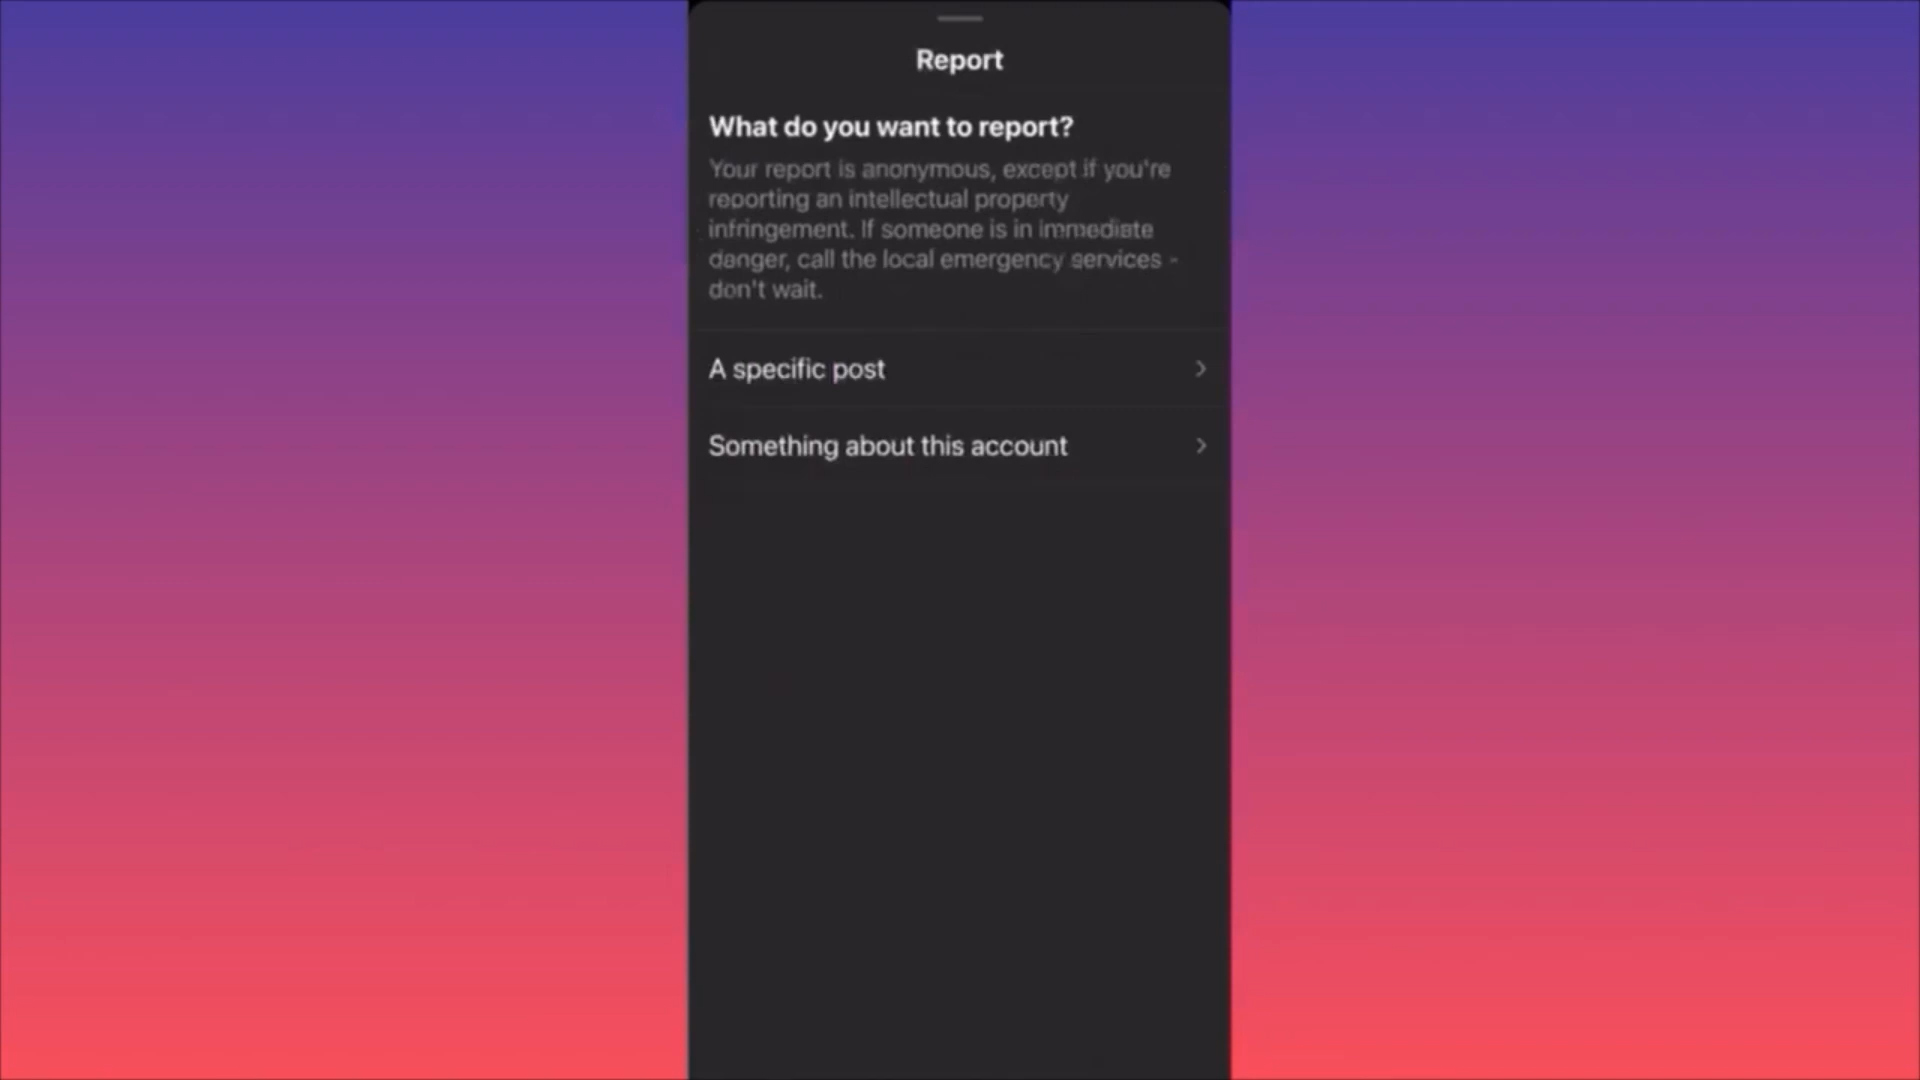 Report
What do you want to report?
Your report is anonymous, except if you're
reporting an intellectual property
infringement. If someone is in immediate
danger, call the local emergency services -
don't wait.
A specific post
Something about this account